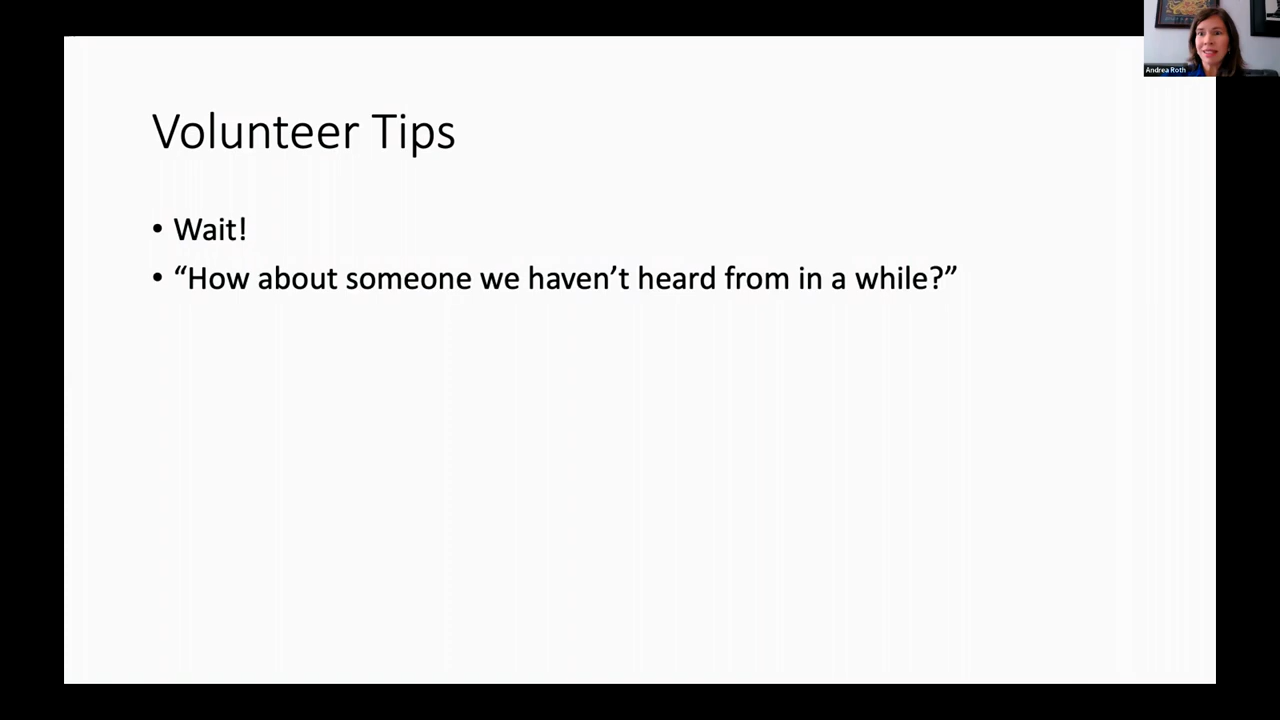 Andrea Roth
Volunteer Tips
• Wait!
• “How about someone we haven’t heard from in a while?”